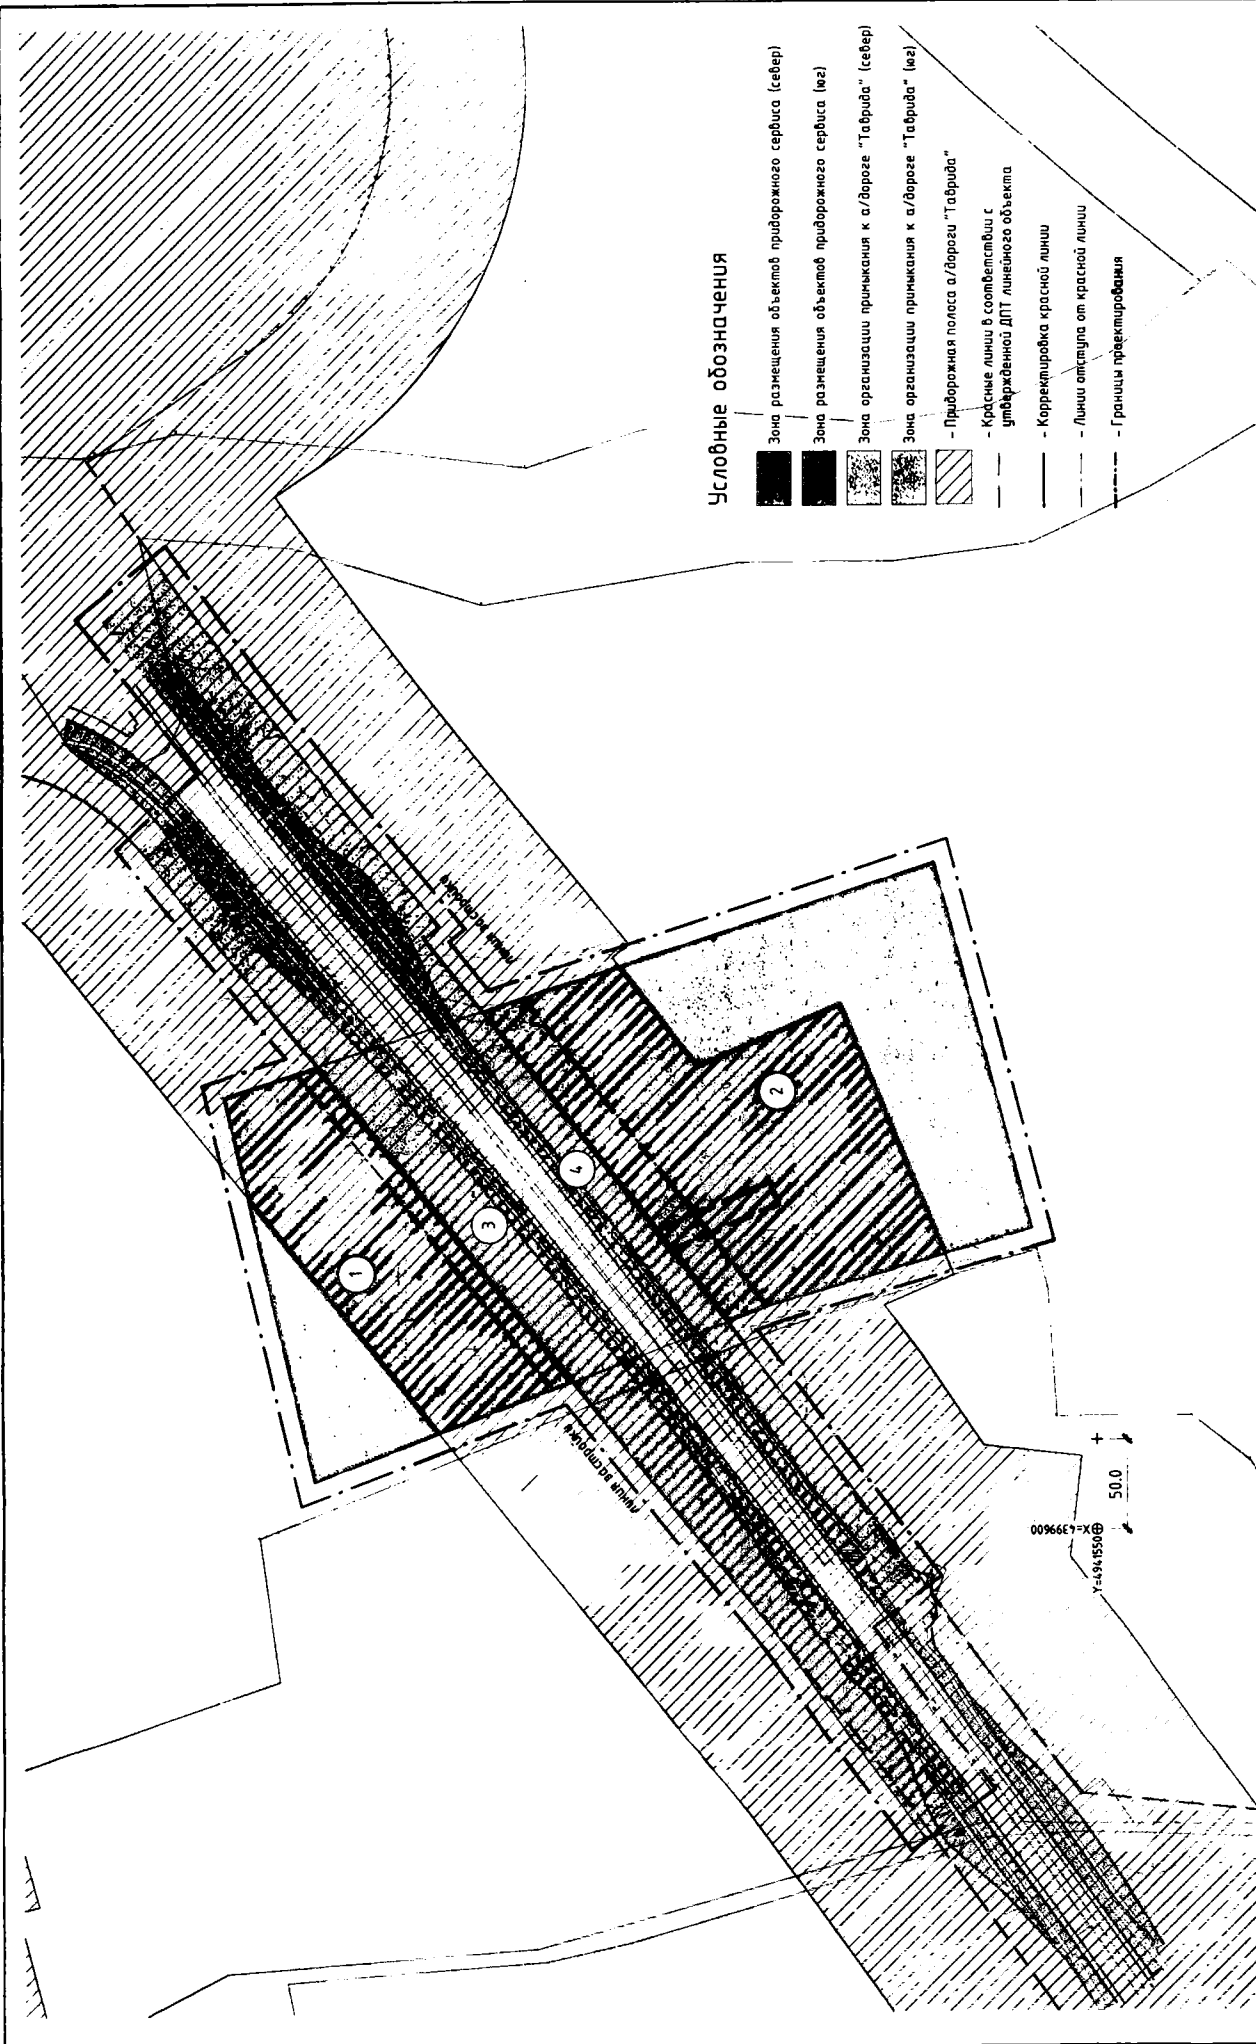 Условные обозначения
Зона размещения объектов придорожного сервиса (север)
Зона размещения объектов придорожного сервиса (юг)
Зона организации примыкания к а/дороге "Таврида" (север)
Зона организации примыкания к а/дороге "Таврида" (юг)
- Придорожная полоса а/дороги "Таврида"
- Красные линии в соответствии с
утвержденной ДПТ линейного объекта
- Корректировка красной линии
- Линии отступа от красной линии
- Границы проектирования
линия застройки
линия застройки
1
2
3
4
50.0
X=4399600
Y=4941550